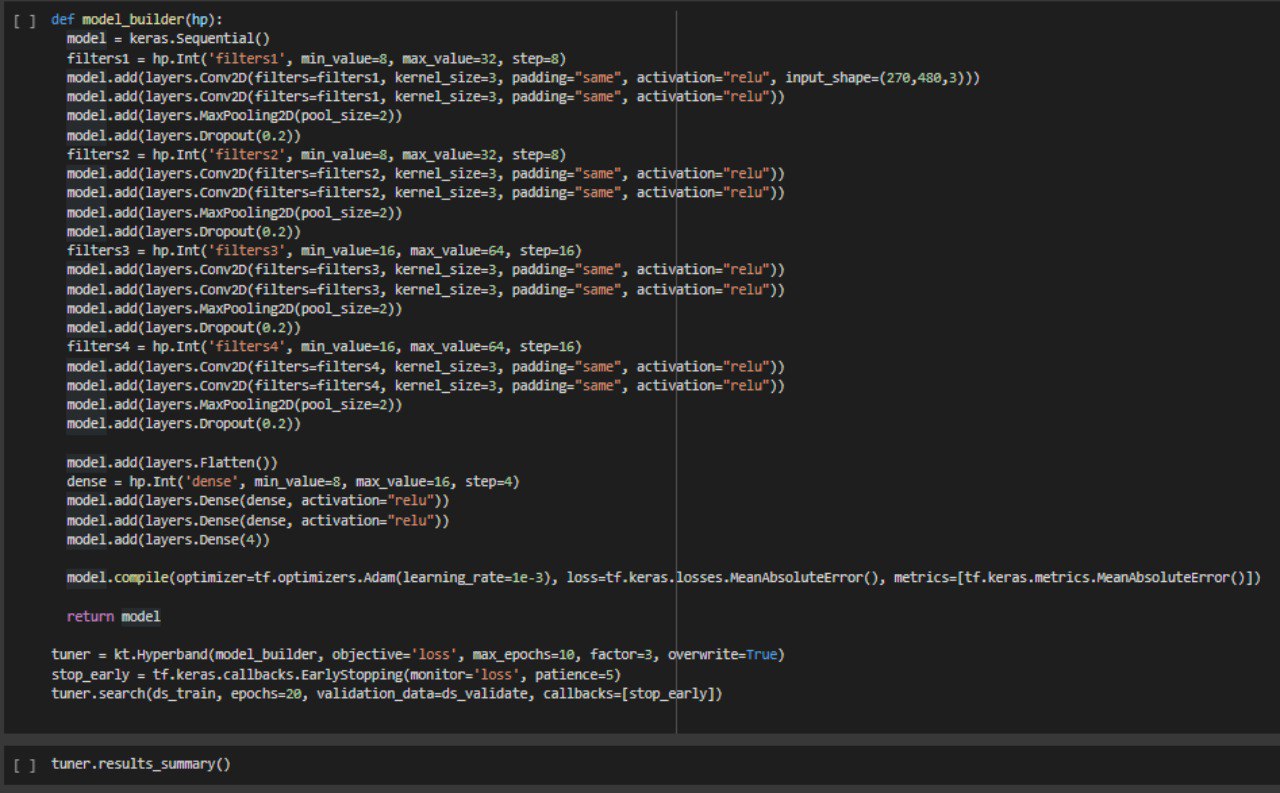 [ ] def model_builder(hp):
model = keras.Sequential()
filters1 = hp.Int('filters1', min_value=8, max_value=32, step=8)
model.add(layers.Conv2D(filters=filters1, kernel_size=3, padding="same", activation="relu", input_shape=(270,480,3)))
model.add(layers.Conv2D(filters=filters1, kernel_size=3, padding="same", activation="relu"))
model.add(layers.MaxPooling2D(pool_size=2))
model.add(layers.Dropout(0.2))
filters2 = hp.Int('filters2', min_value=8, max_value=32, step=8)
model.add(layers.Conv2D(filters=filters2, kernel_size=3, padding="same", activation="relu"))
model.add(layers.Conv2D(filters=filters2, kernel_size=3, padding="same", activation="relu"))
model.add(layers.MaxPooling2D(pool_size=2))
model.add(layers.Dropout(0.2))
filters3 = hp.Int('filters3', min_value=16, max_value=64, step=16)
model.add(layers.Conv2D(filters=filters3, kernel_size=3, padding="same", activation="relu"))
model.add(layers.Conv2D(filters=filters3, kernel_size=3, padding="same", activation="relu"))
model.add(layers.MaxPooling2D(pool_size=2))
model.add(layers.Dropout(0.2))
filters4 = hp.Int('filters4', min_value=16, max_value=64, step=16)
model.add(layers.Conv2D(filters=filters4, kernel_size=3, padding="same", activation="relu"))
model.add(layers.Conv2D(filters=filters4, kernel_size=3, padding="same", activation="relu"))
model.add(layers.MaxPooling2D(pool_size=2))
model.add(layers.Dropout(0.2))
model.add(layers.Flatten())
dense = hp.Int('dense', min_value=8, max_value=16, step=4)
model.add(layers.Dense(dense, activation="relu"))
model.add(layers.Dense(dense, activation="relu"))
model.add(layers.Dense(4))
model.compile(optimizer=tf.optimizers.Adam(learning_rate=1e-3), loss=tf.keras.losses.MeanAbsoluteError(), metrics=[tf.keras.metrics.MeanAbsoluteError()])
return model
tuner = kt.Hyperband(model_builder, objective='loss', max_epochs=10, factor=3, overwrite=True)
stop_early = tf.keras.callbacks.EarlyStopping(monitor='loss', patience=5)
tuner.search(ds_train, epochs=20, validation_data=ds_validate, callbacks=[stop_early])
[ ] tuner.results_summary()